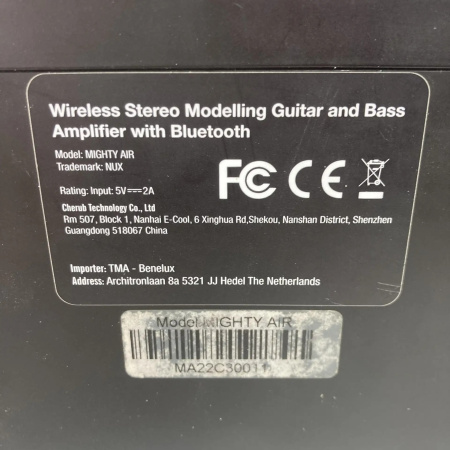 Wireless Stereo Modelling Guitar and Bass
Amplifier with Bluetooth
Model: MIGHTY AIR
Trademark: NUX
FC CE
Rating: Input: 5V⎓2A
Cherub Technology Co., Ltd
Rm 507, Block 1, Nanhai E-Cool, 6 Xinghua Rd,Shekou, Nanshan District, Shenzhen
Guangdong 518067 China
Importer: TMA - Benelux
Address: Architronlaan 8a 5321 JJ Hedel The Netherlands
Model MIGHTY AIR
MA22C30011